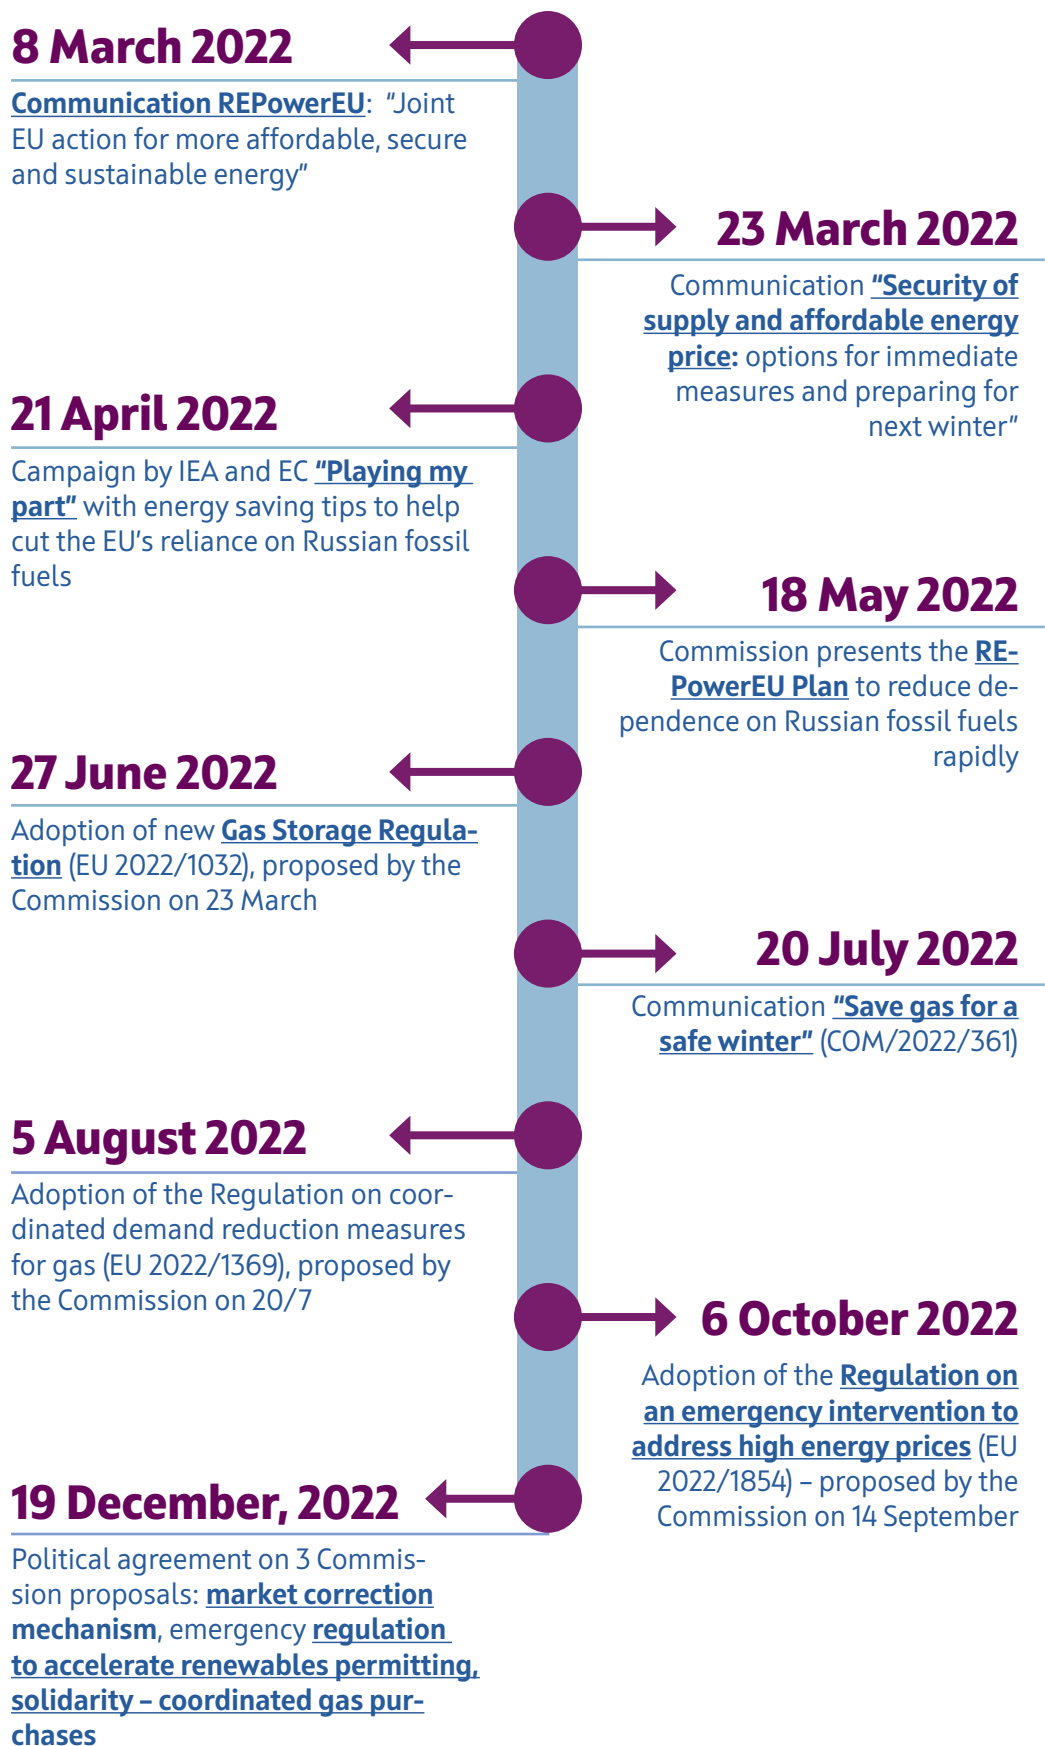 8 March 2022
Communication REPowerEU: “Joint
EU action for more affordable, secure
and sustainable energy”
23 March 2022
Communication “Security of
supply and affordable energy
price: options for immediate
measures and preparing for
next winter”
21 April 2022
Campaign by IEA and EC “Playing my
part” with energy saving tips to help
cut the EU’s reliance on Russian fossil
fuels
18 May 2022
Commission presents the RE-
PowerEU Plan to reduce de-
pendence on Russian fossil fuels
rapidly
27 June 2022
Adoption of new Gas Storage Regula-
tion (EU 2022/1032), proposed by the
Commission on 23 March
20 July 2022
Communication “Save gas for a
safe winter” (COM/2022/361)
5 August 2022
Adoption of the Regulation on coor-
dinated demand reduction measures
for gas (EU 2022/1369), proposed by
the Commission on 20/7
6 October 2022
Adoption of the Regulation on
an emergency intervention to
address high energy prices (EU
2022/1854) – proposed by the
Commission on 14 September
19 December, 2022
Political agreement on 3 Commis-
sion proposals: market correction
mechanism, emergency regulation
to accelerate renewables permitting,
solidarity – coordinated gas pur-
chases